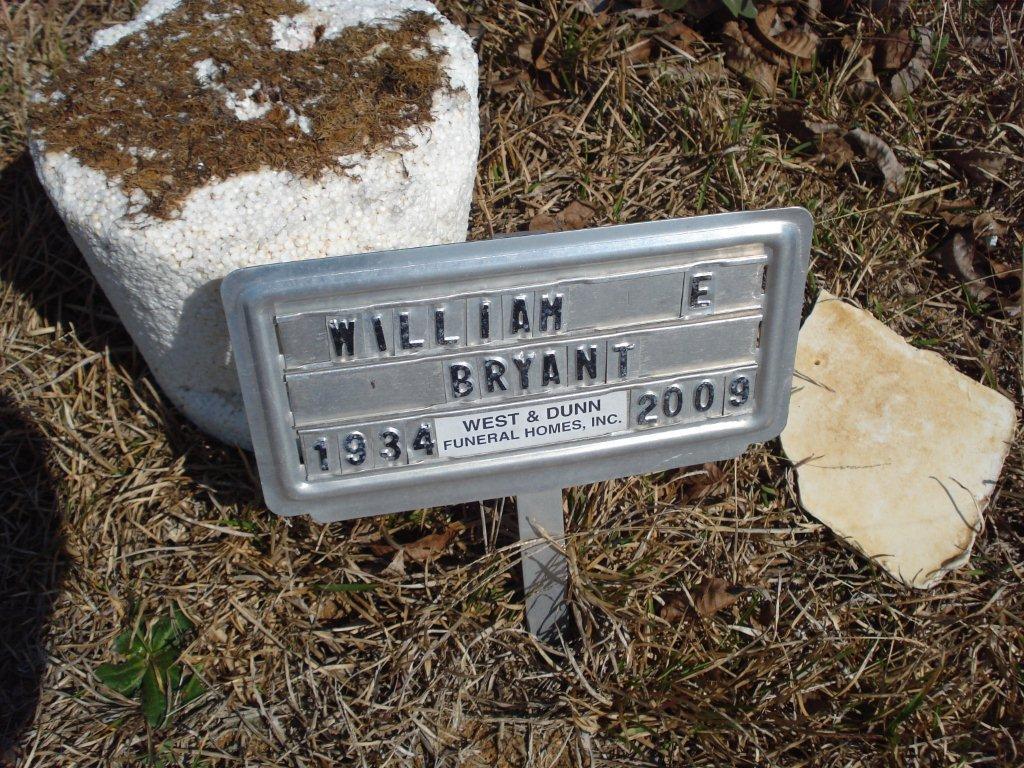 WILLIAM E
BRYANT
1934 WEST & DUNN FUNERAL HOMES, INC. 2009